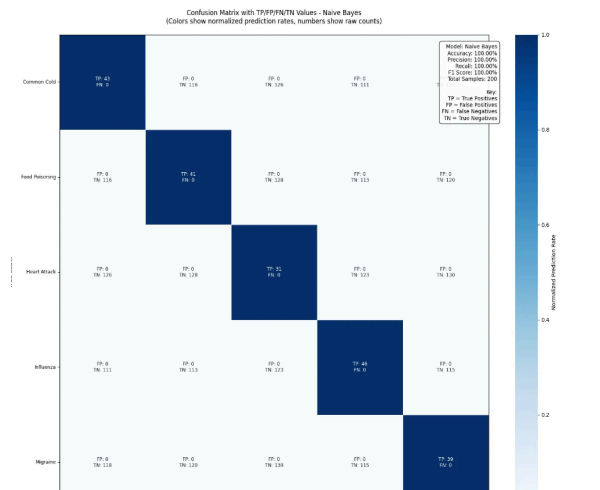 Confusion Matrix with TP/FP/FN/TN Values - Naive Bayes
(Colors show normalized prediction rates, numbers show raw counts)
Model: Naive Bayes
Accuracy: 100.00%
Precision: 100.00%
Recall: 100.00%
F1 Score: 100.00%
Total Samples: 200
Key:
TP = True Positives
FP = False Positives
FN = False Negatives
TN = True Negatives
Common Cold
TP: 43
FN: 0
FP: 0
TN: 116
FP: 0
TN: 126
FP: 0
TN: 111
Food Poisoning
FP: 0
TN: 116
TP: 41
FN: 0
FP: 0
TN: 128
FP: 0
TN: 113
FP: 0
TN: 120
Heart Attack
FP: 0
TN: 126
FP: 0
TN: 128
TP: 31
FN: 0
FP: 0
TN: 123
FP: 0
TN: 130
Influenza
FP: 0
TN: 111
FP: 0
TN: 113
FP: 0
TN: 123
TP: 46
FN: 0
FP: 0
TN: 115
Migraine
FP: 0
TN: 118
FP: 0
TN: 120
FP: 0
TN: 130
FP: 0
TN: 115
TP: 39
FN: 0
1.0
0.8
0.6
0.4
0.2
Normalized Prediction Rate